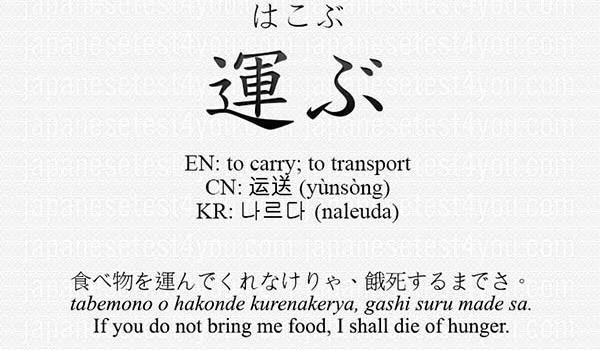 はこぶ
運ぶ
EN: to carry; to transport
CN: 运送 (yùnsòng)
KR: 나르다 (naleuda)
食べ物を運んでくれなけりゃ、餓死するまでさ。
tabemono o hakonde kurenakerya, gashi suru made sa.
If you do not bring me food, I shall die of hunger.